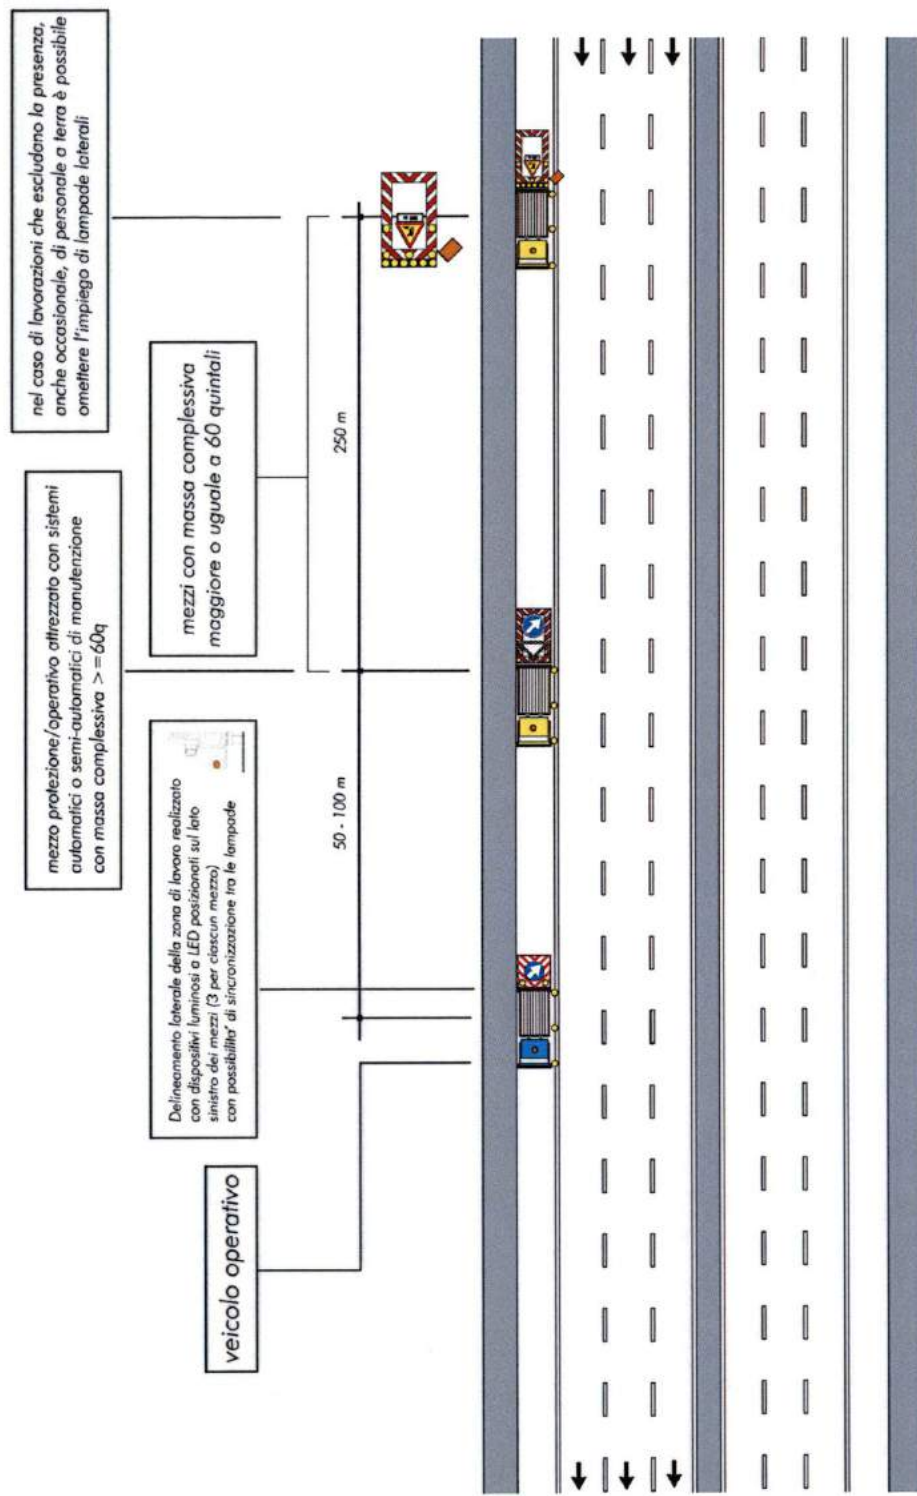 nel caso di lavorazioni che escludano la presenza,
anche occasionale, di personale a terra è possibile
omettere l'impiego di lampade laterali
mezzo protezione/operativo attrezzato con sistemi
automatici o semi-automatici di manutenzione
con massa complessiva >=60q
mezzi con massa complessiva
maggiore o uguale a 60 quintali
Delineamento laterale della zona di lavoro realizzato
con dispositivi luminosi a LED posizionati sul lato
sinistro dei mezzi (3 per ciascun mezzo)
con possibilita' di sincronizzazione tra le lampade
veicolo operativo
250 m
50 - 100 m